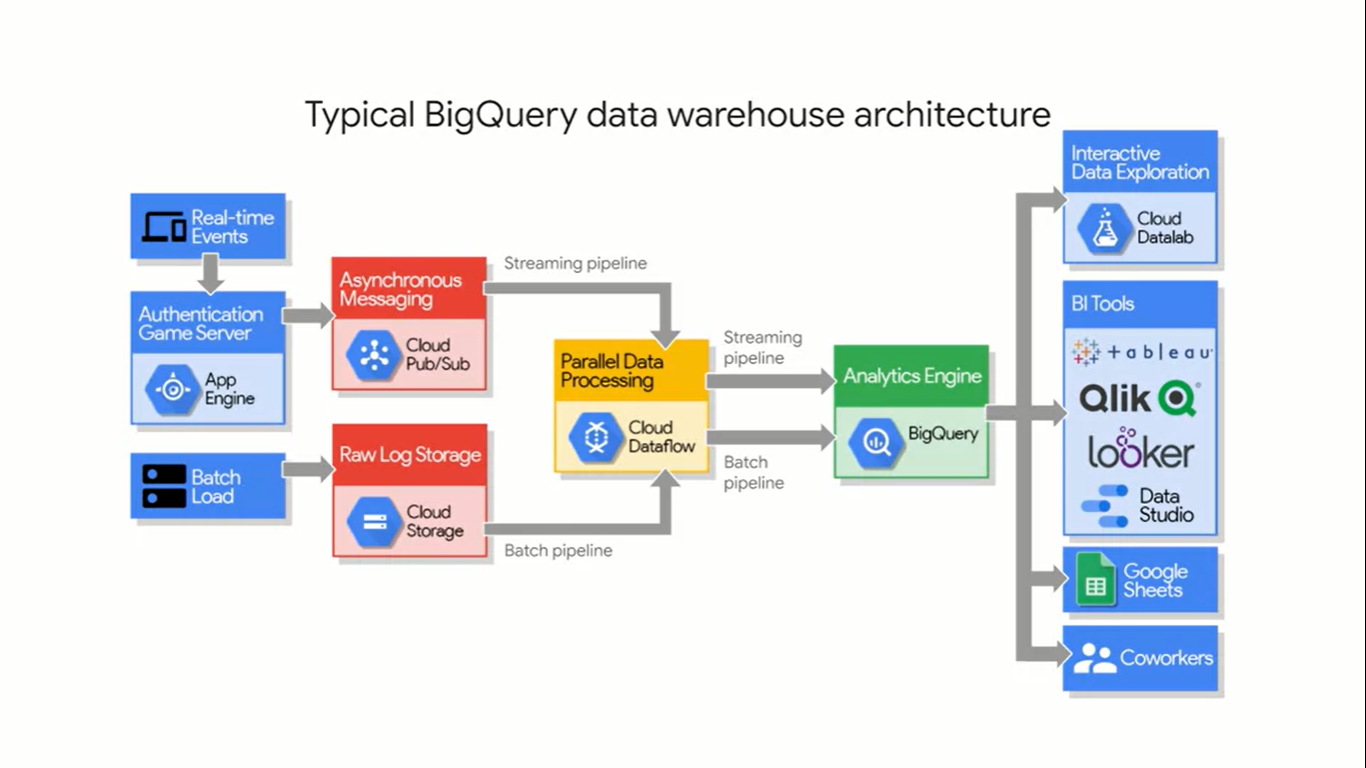 Typical BigQuery data warehouse architecture
Real-time
Events
Authentication
Game Server
App
Engine
Batch
Load
Asynchronous
Messaging
Cloud
Pub/Sub
Raw Log Storage
Cloud
Storage
Streaming pipeline
Batch pipeline
Parallel Data
Processing
Cloud
Dataflow
Streaming
pipeline
Batch
pipeline
Analytics Engine
BigQuery
Interactive
Data Exploration
Cloud
Datalab
BI Tools
+ a b l e a u
Qlik
looker
Data
Studio
Google
Sheets
Coworkers